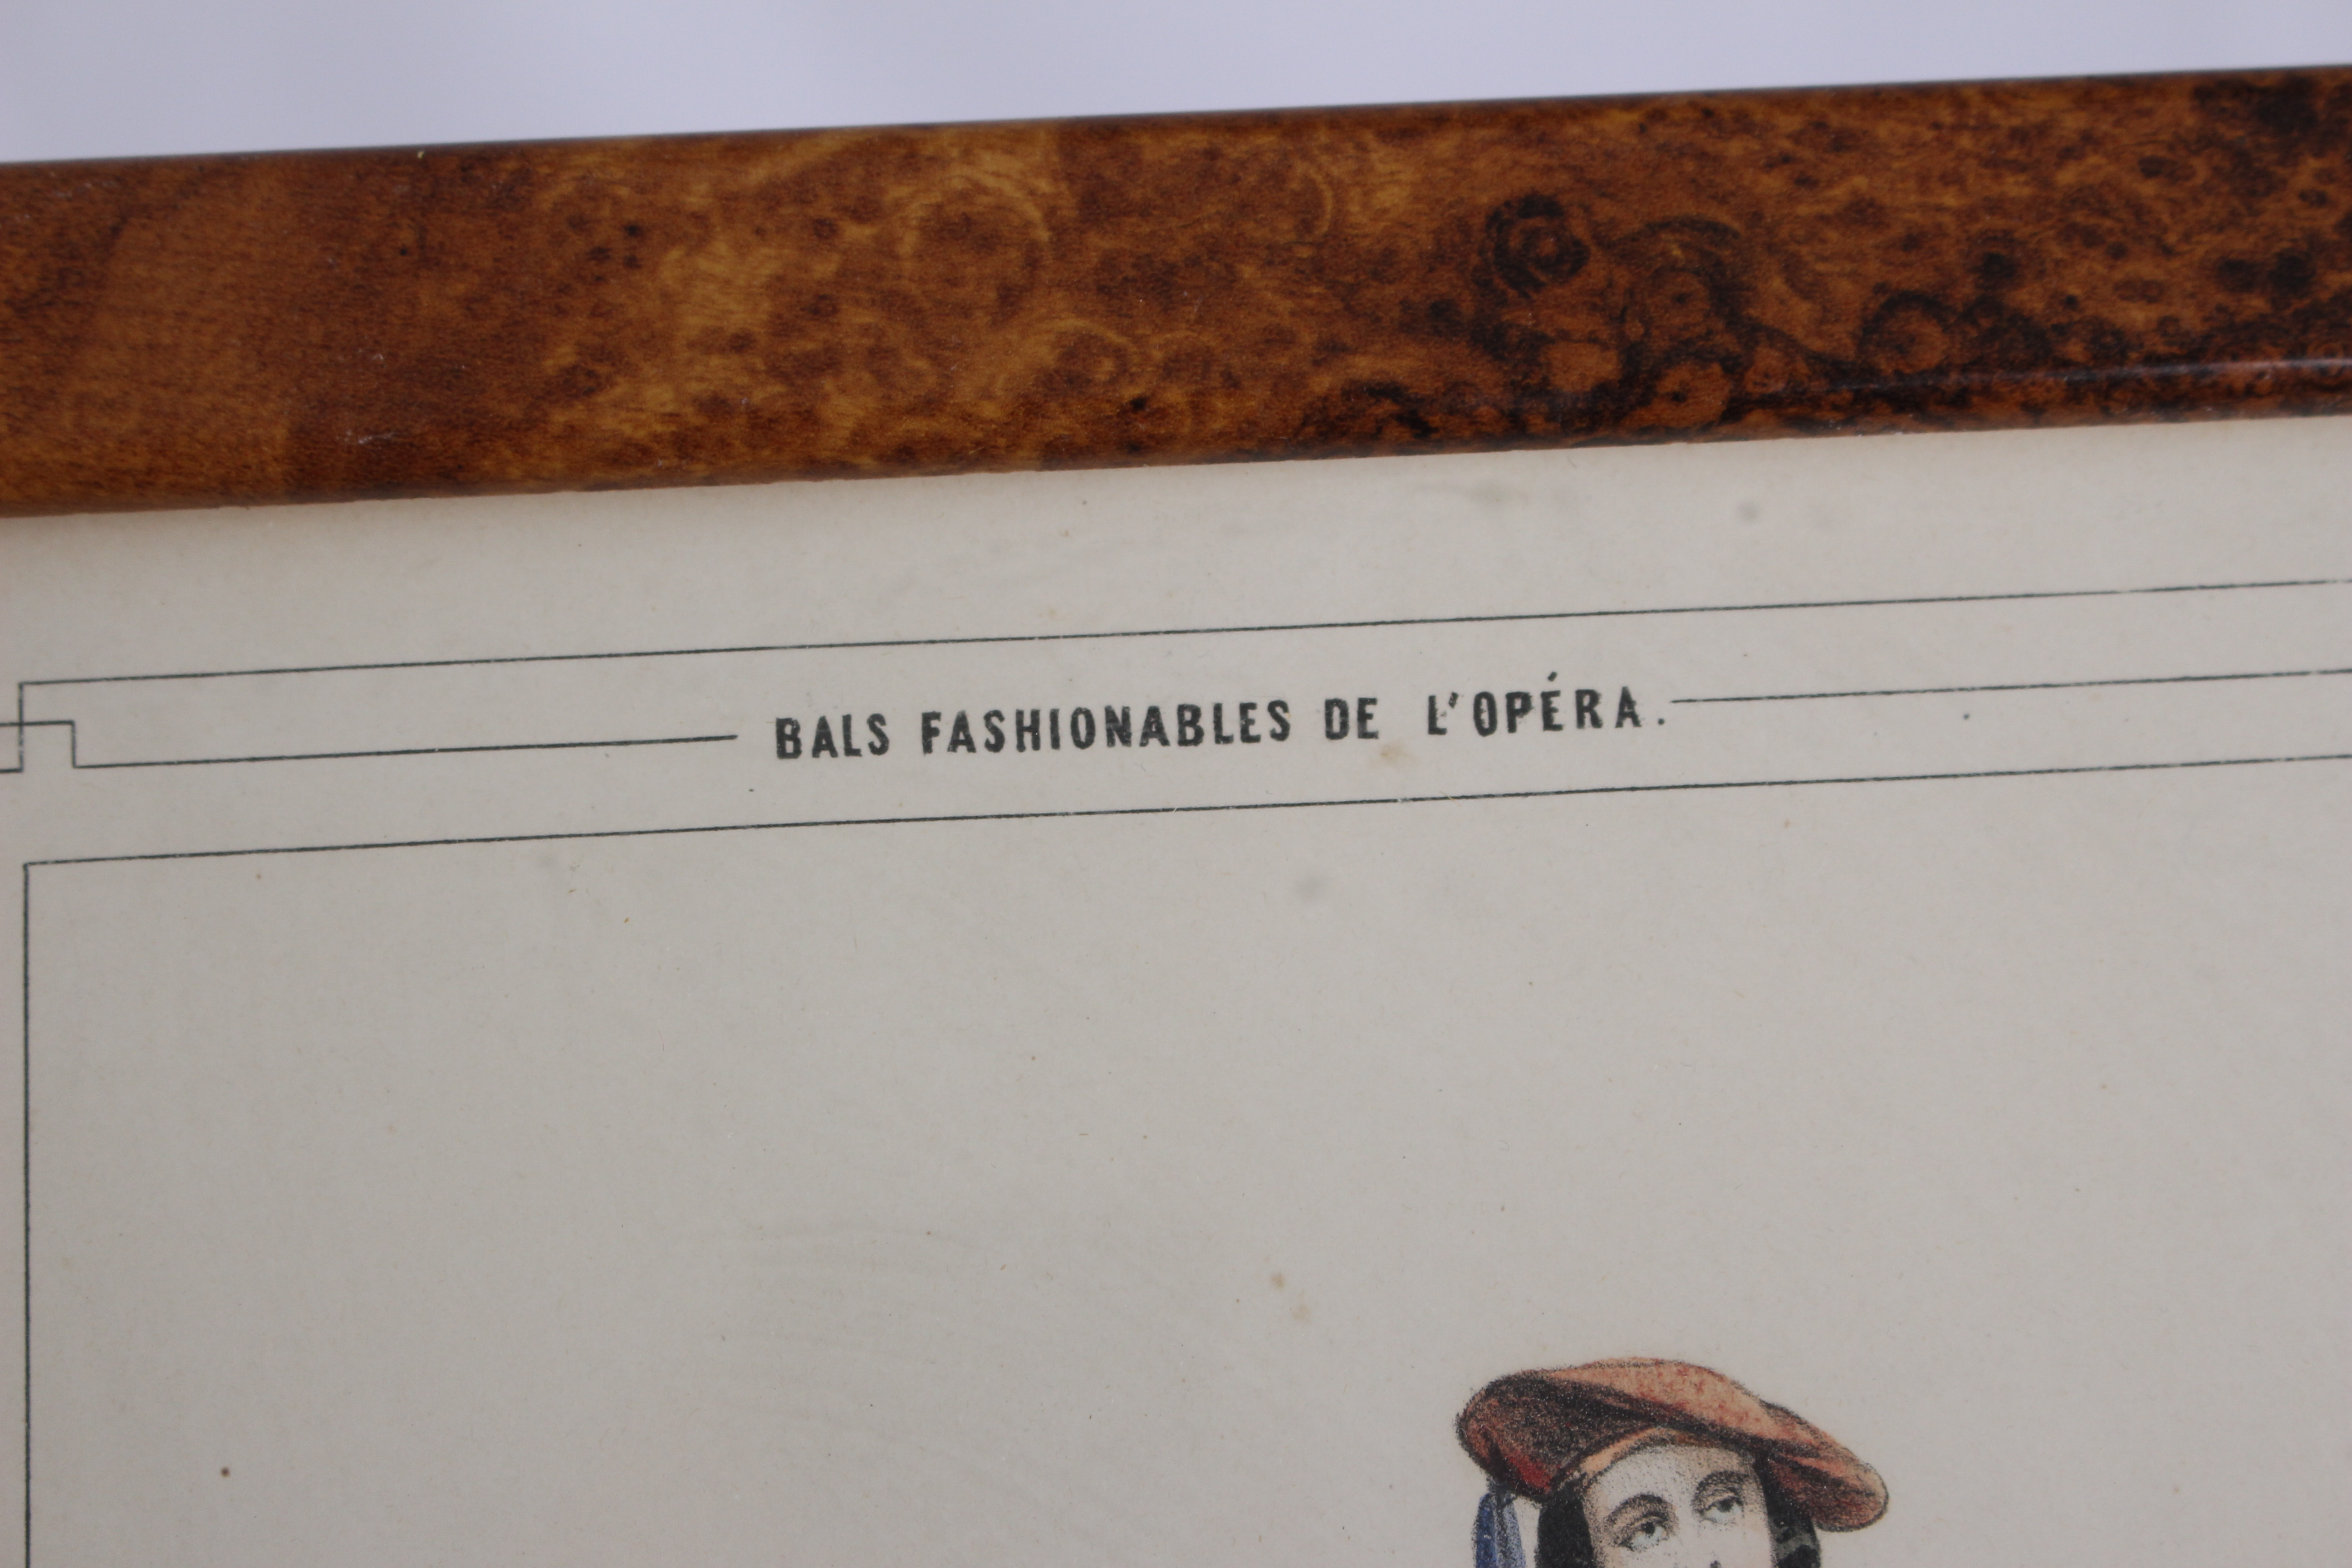 BALS FASHIONABLES DE L'OPÉRA.